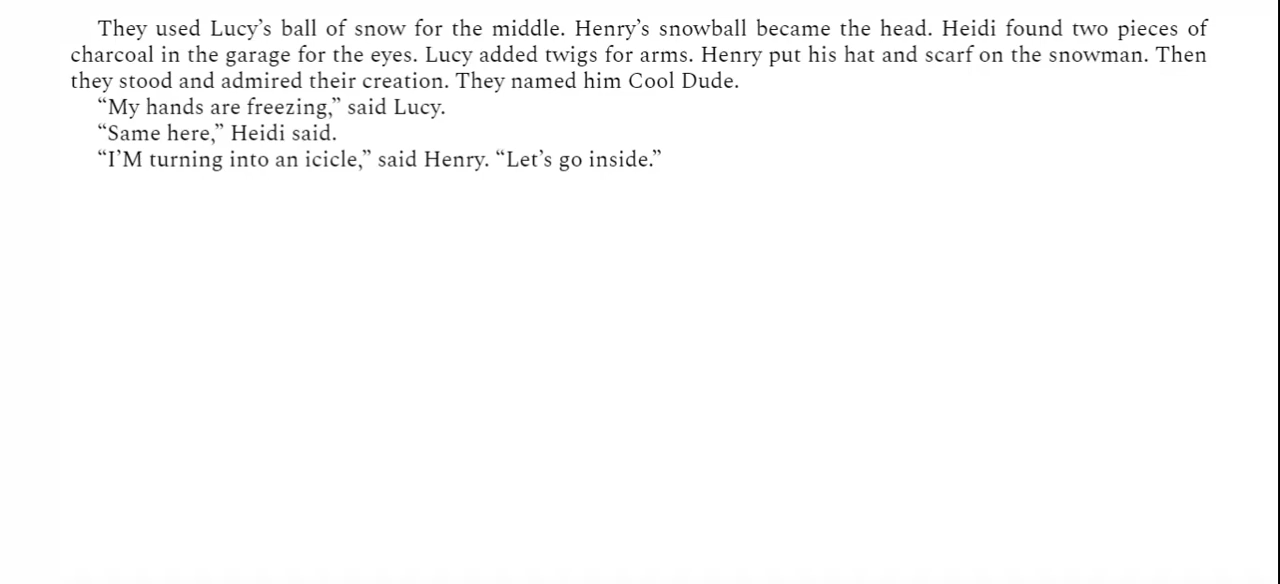 They used Lucy’s ball of snow for the middle. Henry’s snowball became the head. Heidi found two pieces of
charcoal in the garage for the eyes. Lucy added twigs for arms. Henry put his hat and scarf on the snowman. Then
they stood and admired their creation. They named him Cool Dude.
“My hands are freezing,” said Lucy.
“Same here,” Heidi said.
“I’M turning into an icicle,” said Henry. “Let’s go inside.”